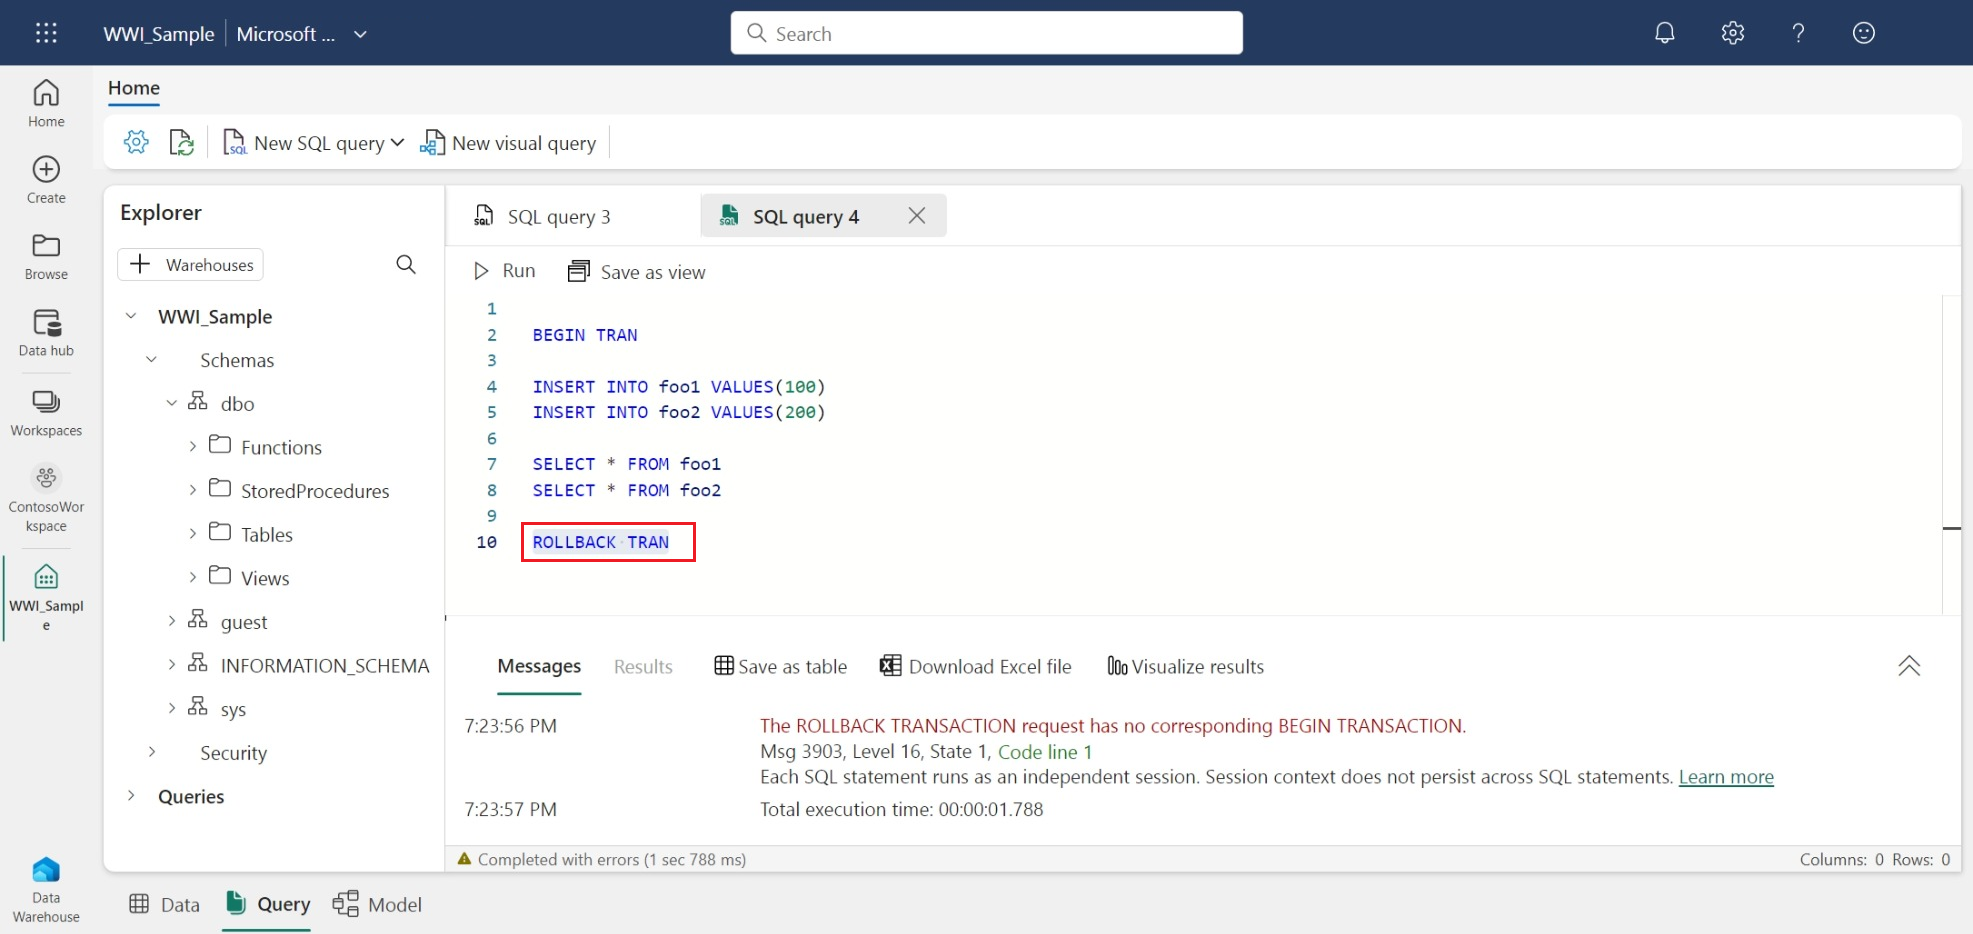 WWI_Sample Microsoft ...
Search
Home
Home
New SQL query
New visual query
Create
Browse
Data hub
Workspaces
ContosoWor
kspace
WWI_Sampl
e
Data
Warehouse
Explorer
Warehouses
WWI_Sample
Schemas
dbo
Functions
StoredProcedures
Tables
Views
guest
INFORMATION_SCHEMA
sys
Security
Queries
SQL query 3
SQL query 4
Run
Save as view
1
2 BEGIN TRAN
3
4 INSERT INTO foo1 VALUES(100)
5 INSERT INTO foo2 VALUES(200)
6
7 SELECT * FROM foo1
8 SELECT * FROM foo2
9
10 ROLLBACK TRAN
Messages Results Save as table Download Excel file Visualize results
7:23:56 PM The ROLLBACK TRANSACTION request has no corresponding BEGIN TRANSACTION.
Msg 3903, Level 16, State 1, Code line 1
Each SQL statement runs as an independent session. Session context does not persist across SQL statements. Learn more
7:23:57 PM Total execution time: 00:00:01.788
Completed with errors (1 sec 788 ms)
Columns: 0 Rows: 0
Data Query Model